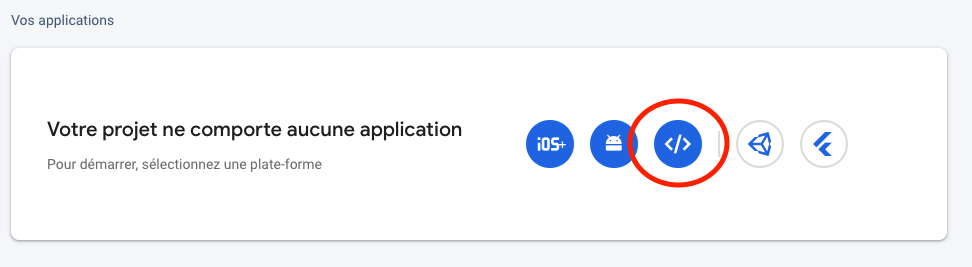 Vos applications
Votre projet ne comporte aucune application
Pour démarrer, sélectionnez une plate-forme
iOS+
</>